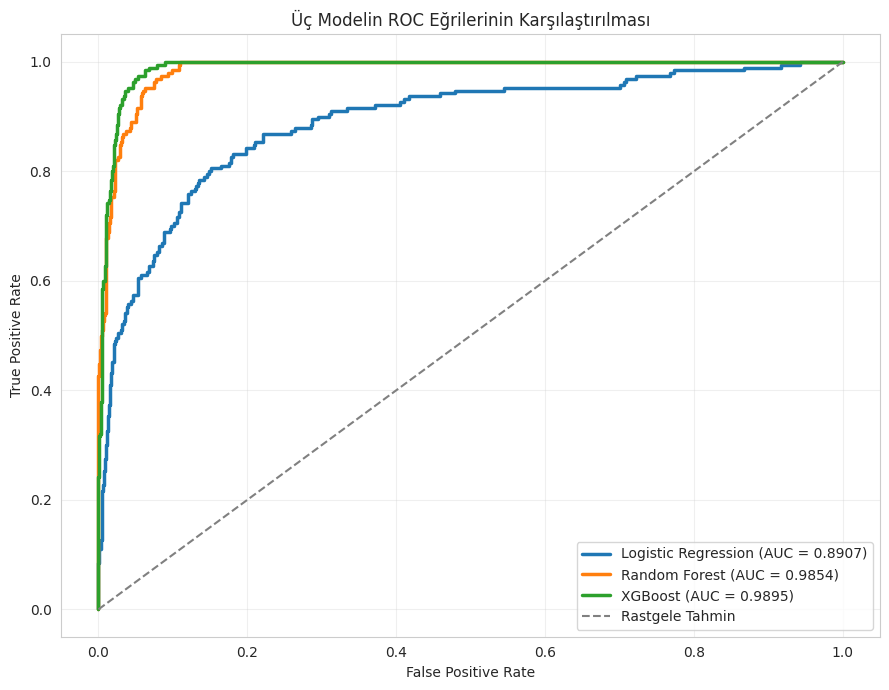 Üç Modelin ROC Eğrilerinin Karşılaştırılması
True Positive Rate
1.0
0.8
0.6
0.4
0.2
0.0
0.0 0.2 0.4 0.6 0.8 1.0
False Positive Rate
Logistic Regression (AUC = 0.8907)
Random Forest (AUC = 0.9854)
XGBoost (AUC = 0.9895)
Rastgele Tahmin